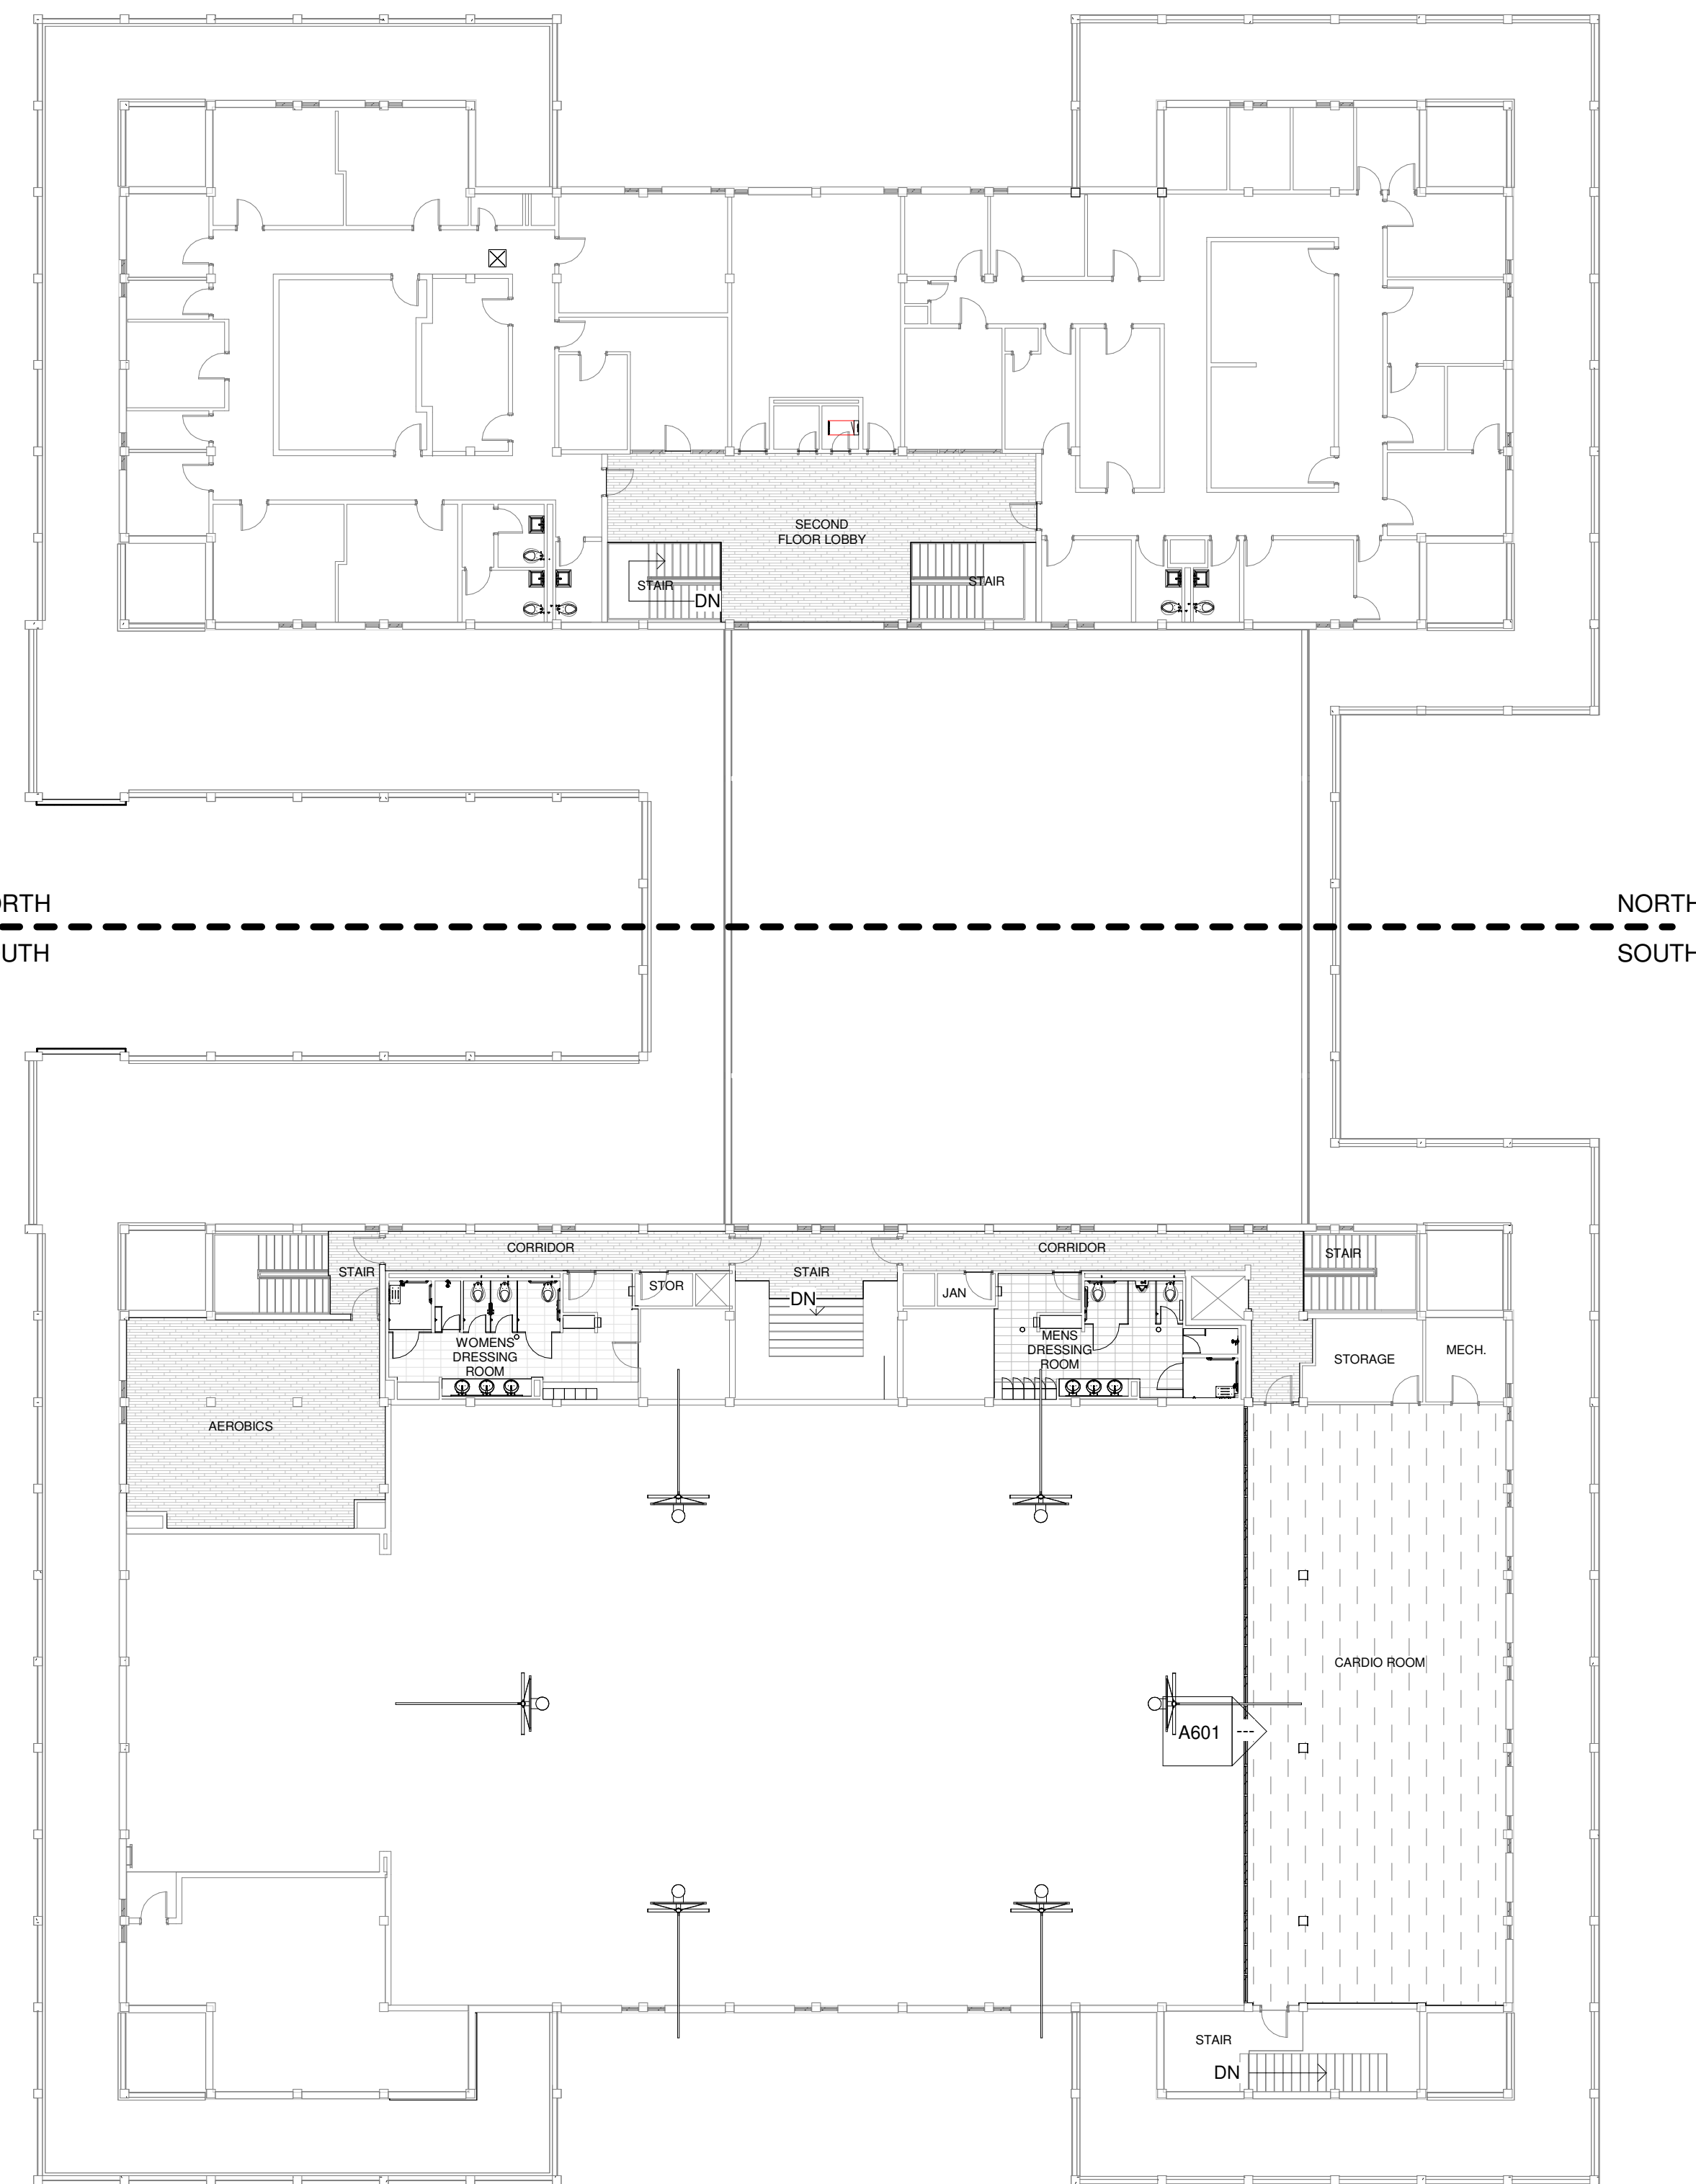 SECOND
FLOOR LOBBY
STAIR
DN
STAIR
ORTH
NORTH
UTH
SOUTH
CORRIDOR
CORRIDOR
STAIR
STAIR
STAIR
STOR
DN
JAN
WOMENS
DRESSING
ROOM
MENS
DRESSING
ROOM
STORAGE
MECH.
AEROBICS
CARDIO ROOM
A601
---
STAIR
DN